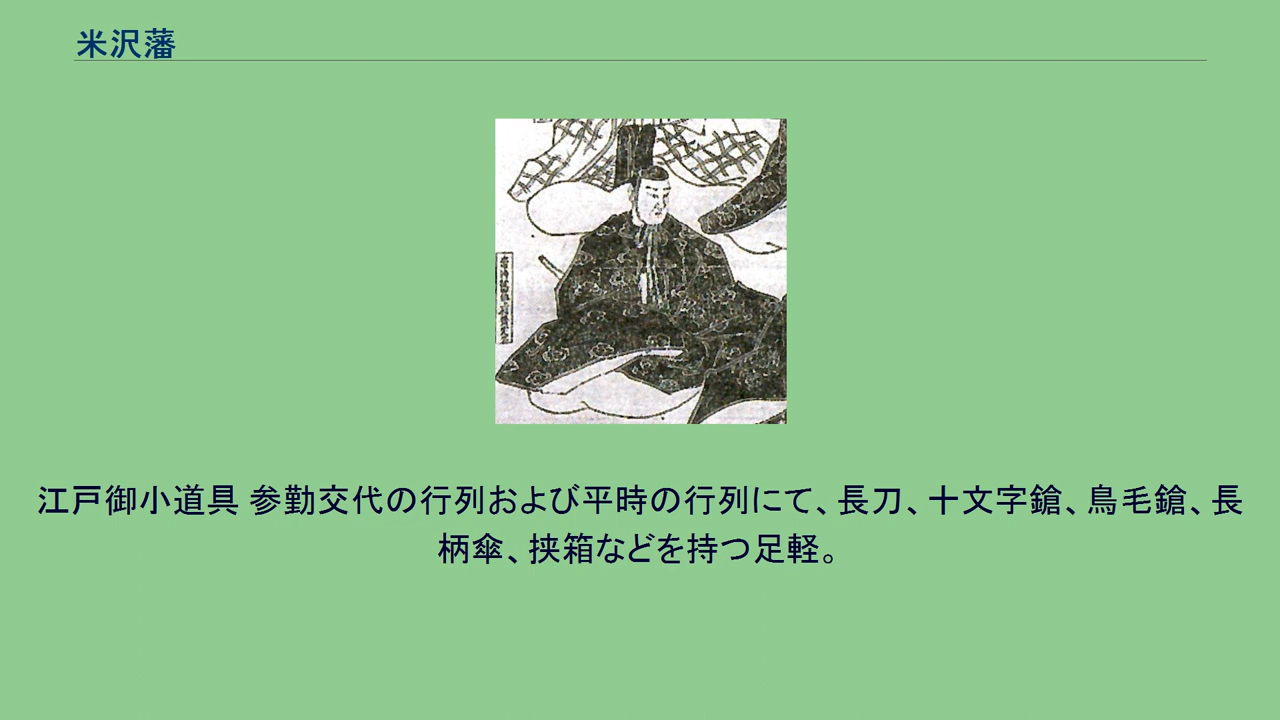 米沢藩
江戸御小道具 参勤交代の行列および平時の行列にて、長刀、十文字鎗、鳥毛鎗、長
柄傘、挟箱などを持つ足軽。